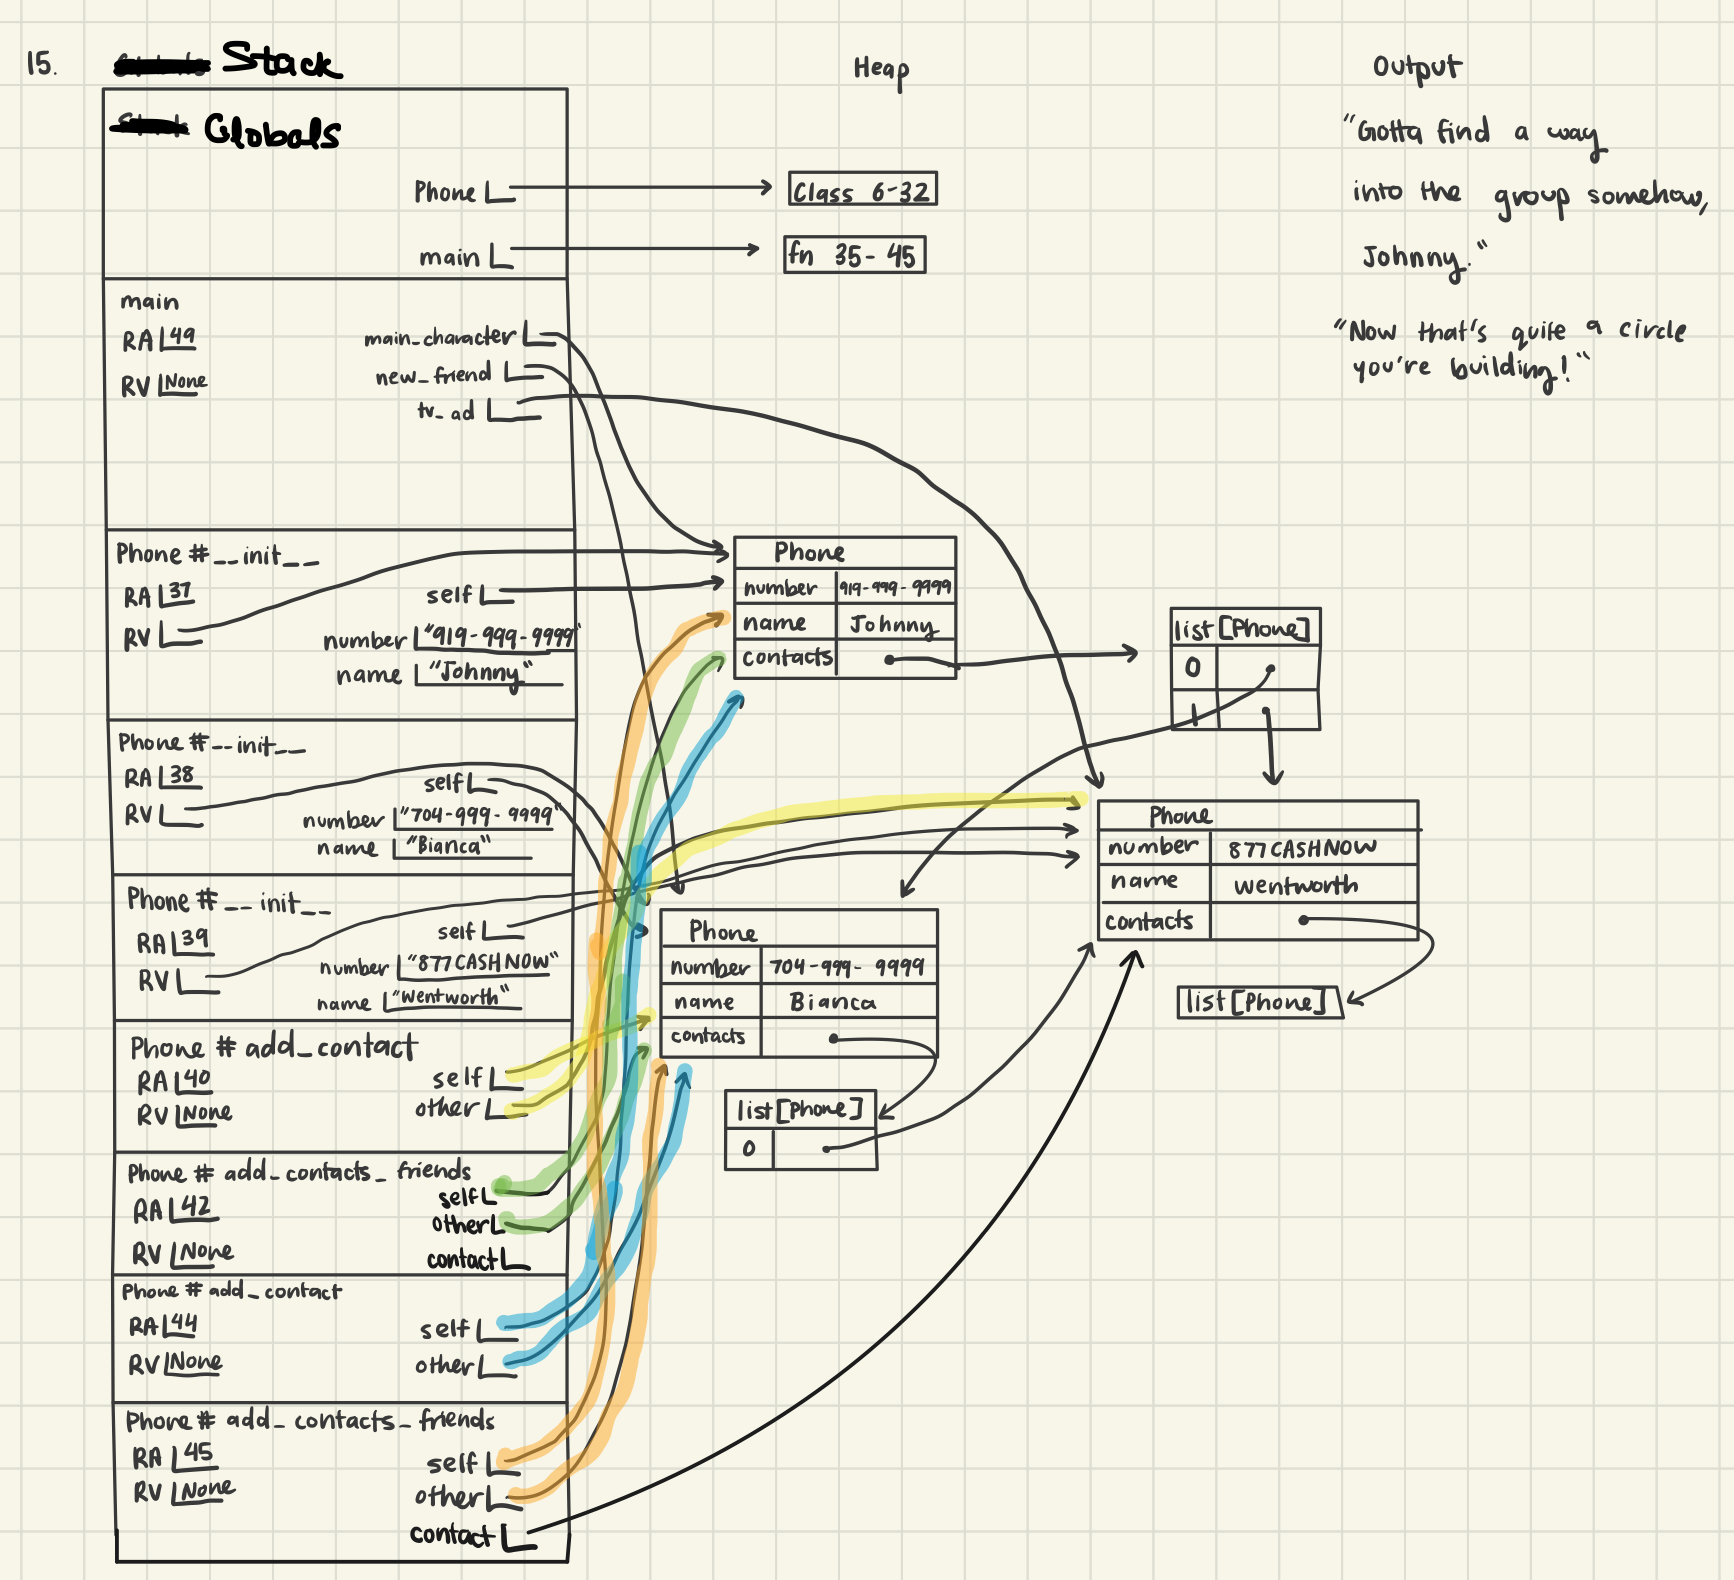 15.
Stack
Heap
Output
Globals
Phone
Class 6-32
main
fn 35-45
"Gotta find a way
into the group somehow,
Johnny."
"Now that's quite a circle
you're building!"
main
RA 49
RV None
main_character
new_friend
tv_ad
Phone #__init__
RA 37
RV
self
number "919-999-9999"
name "Johnny"
Phone
number 919-999-9999
name Johnny
contacts
list[Phone]
0
1
Phone #__init__
RA 38
RV
self
number "704-999-9999"
name "Bianca"
Phone
number 877CASHNOW
name Wentworth
contacts
list[Phone]
Phone #__init__
RA 39
RV
self
number "877CASHNOW"
name "Wentworth"
Phone
number 704-999-9999
name Bianca
contacts
list[Phone]
0
Phone # add_contact
RA 40
RV None
self
other
Phone # add_contacts_friends
RA 42
RV None
self
other
contact
Phone # add_contact
RA 44
RV None
self
other
Phone # add_contacts_friends
RA 45
RV None
self
other
contact